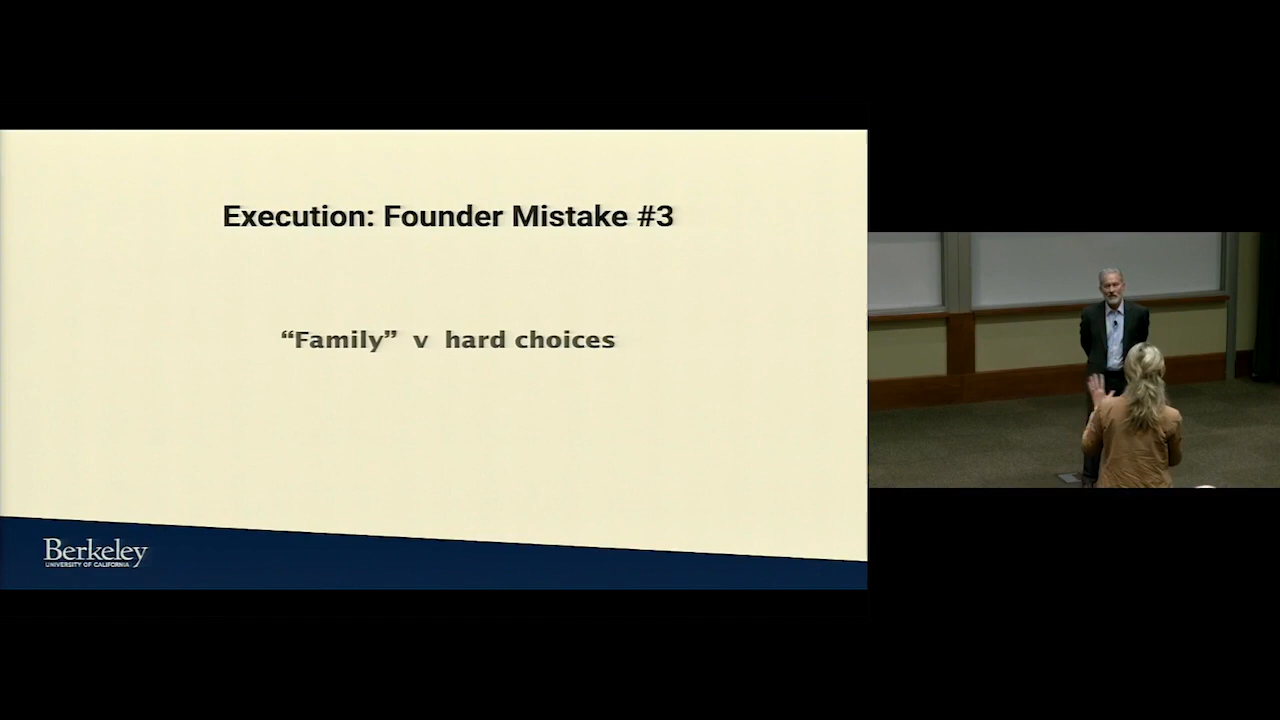 Execution: Founder Mistake #3
“Family” v hard choices
Berkeley
UNIVERSITY OF CALIFORNIA